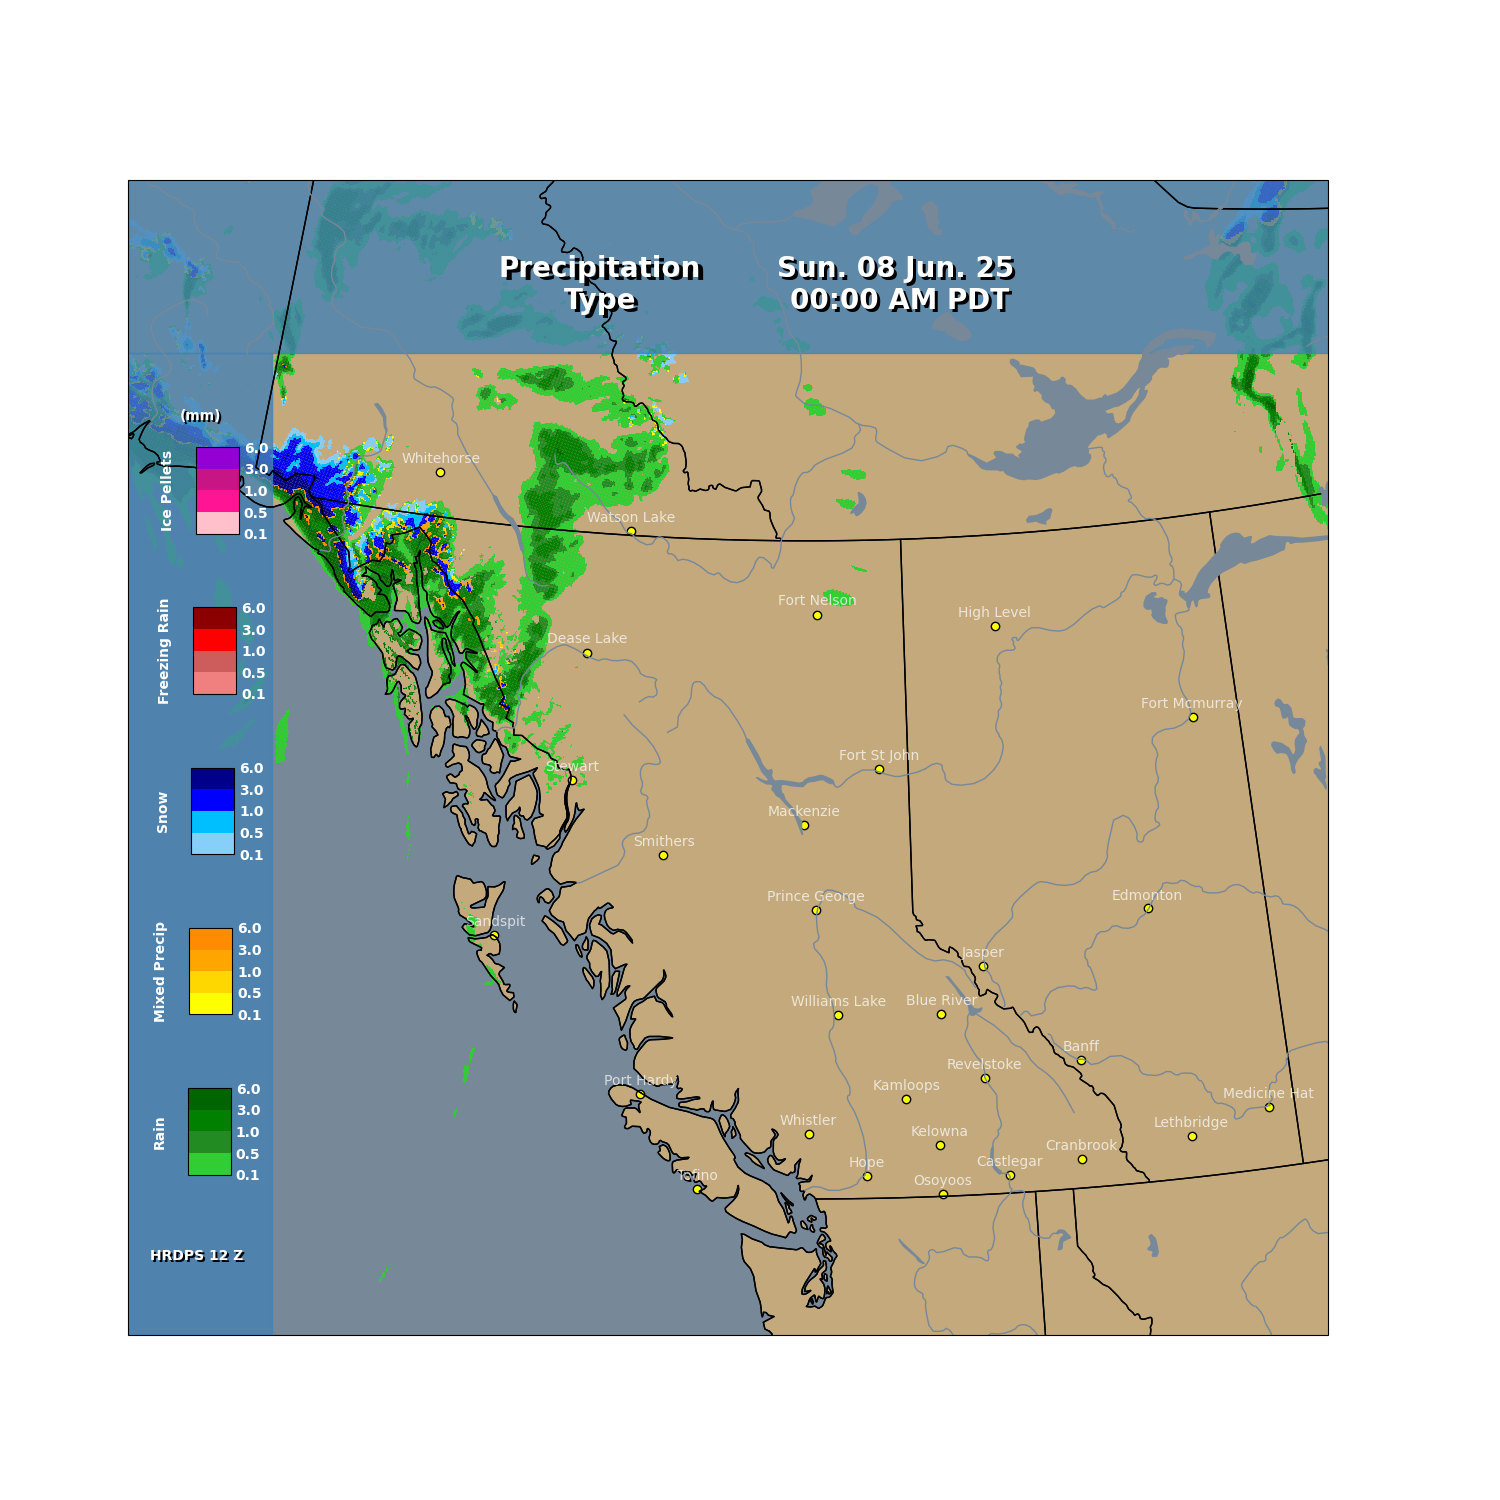 Precipitation
Type
Sun. 08 Jun. 25
00:00 AM PDT
(mm)
Ice Pellets
6.0
3.0
1.0
0.5
0.1
Freezing Rain
6.0
3.0
1.0
0.5
0.1
Snow
6.0
3.0
1.0
0.5
0.1
Mixed Precip
6.0
3.0
1.0
0.5
0.1
Rain
6.0
3.0
1.0
0.5
0.1
HRDPS 12 Z
Whitehorse
Watson Lake
Fort Nelson
High Level
Dease Lake
Fort Mcmurray
Fort St John
Stewart
Mackenzie
Smithers
Prince George
Edmonton
Sandspit
Jasper
Williams Lake
Blue River
Banff
Revelstoke
Port Hardy
Kamloops
Medicine Hat
Whistler
Lethbridge
Kelowna
Cranbrook
Hope
Castlegar
Tofino
Osoyoos